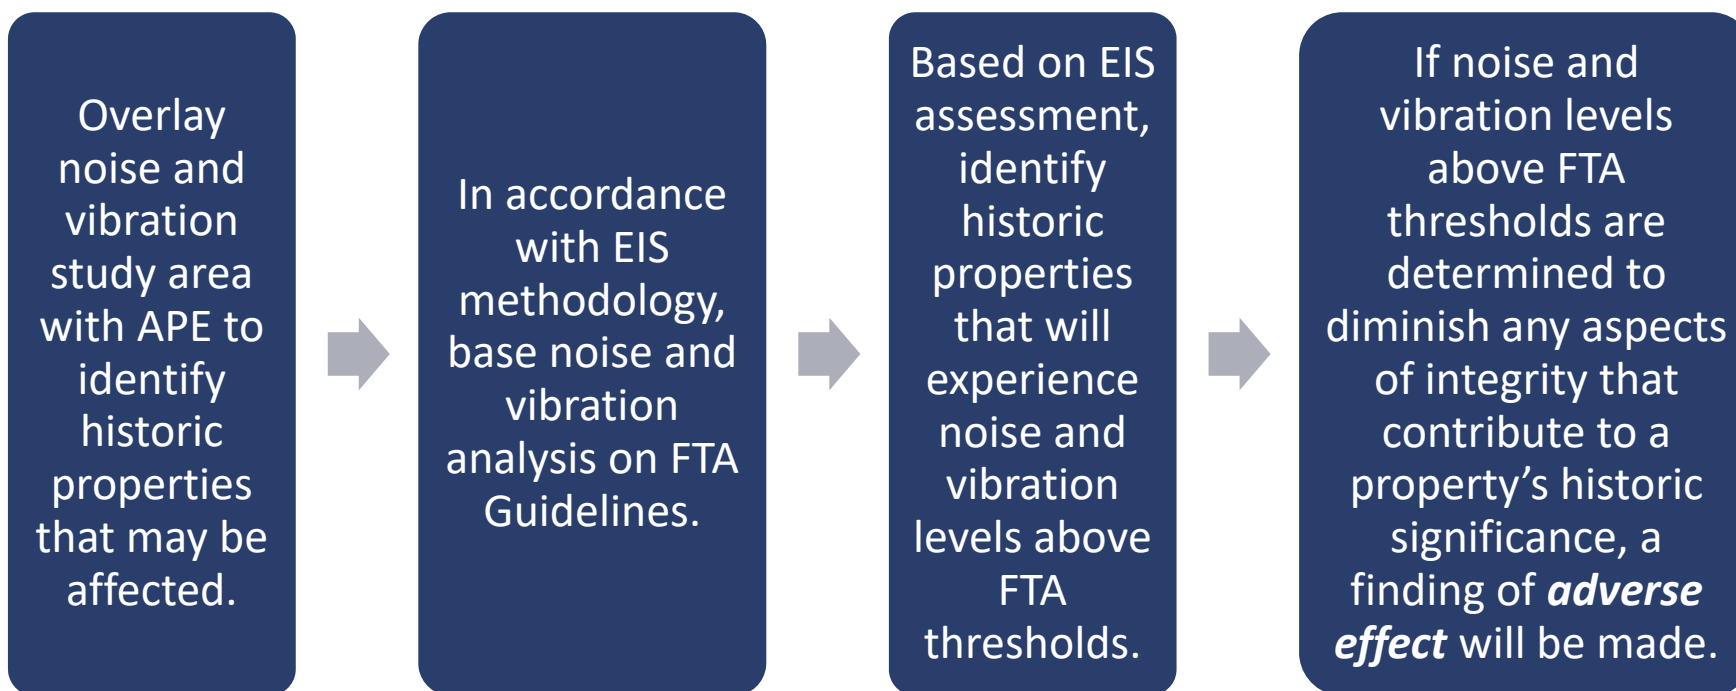 Overlay
noise and
vibration
study area
with APE to
identify
historic
properties
that may be
affected.
In accordance
with EIS
methodology,
base noise and
vibration
analysis on FTA
Guidelines.
Based on EIS
assessment,
identify
historic
properties
that will
experience
noise and
vibration
levels above
FTA
thresholds.
If noise and
vibration levels
above FTA
thresholds are
determined to
diminish any aspects
of integrity that
contribute to a
property’s historic
significance, a
finding of adverse
effect will be made.